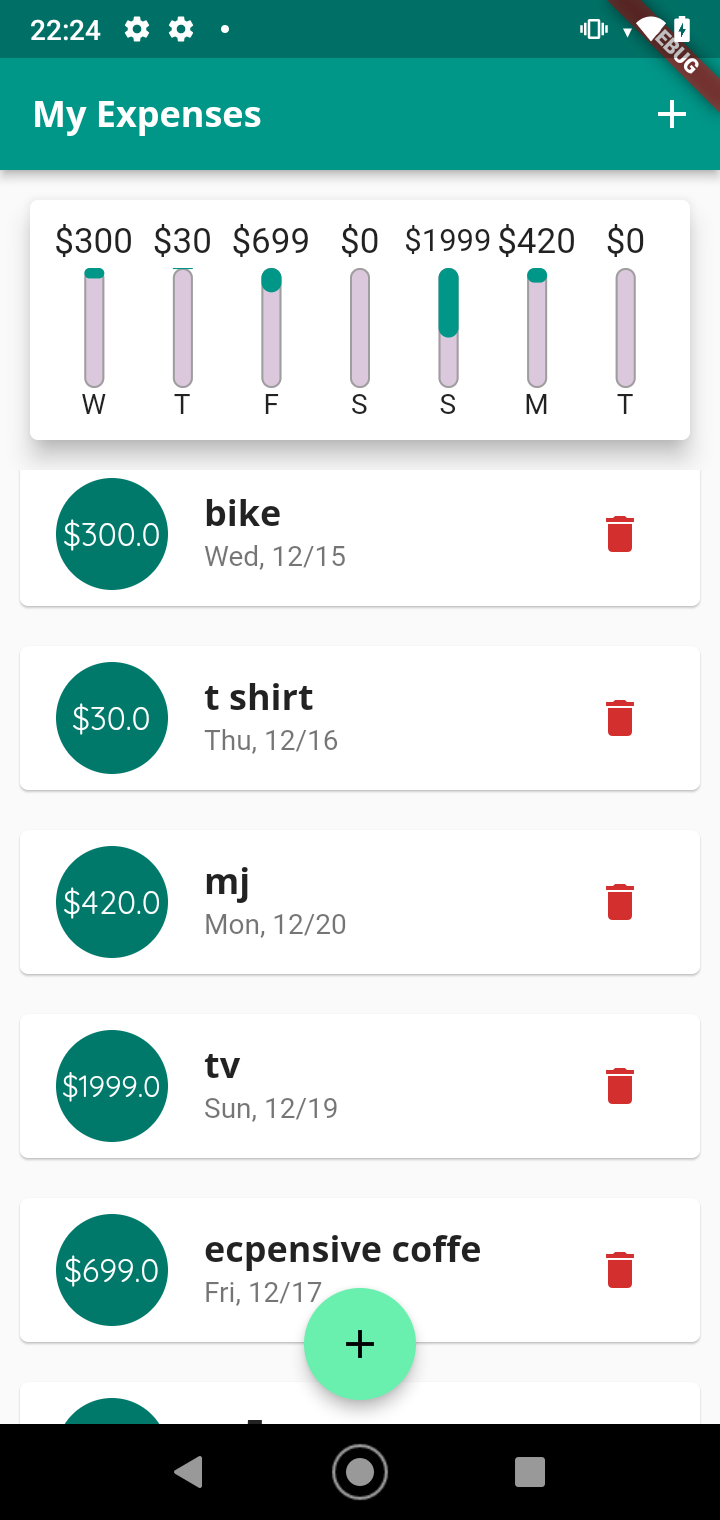 22:24
EBUG
My Expenses
$300 $30 $699 $0 $1999 $420 $0
W T F S S M T
$300.0
bike
Wed, 12/15
$30.0
t shirt
Thu, 12/16
$420.0
mj
Mon, 12/20
$1999.0
tv
Sun, 12/19
$699.0
ecpensive coffe
Fri, 12/17